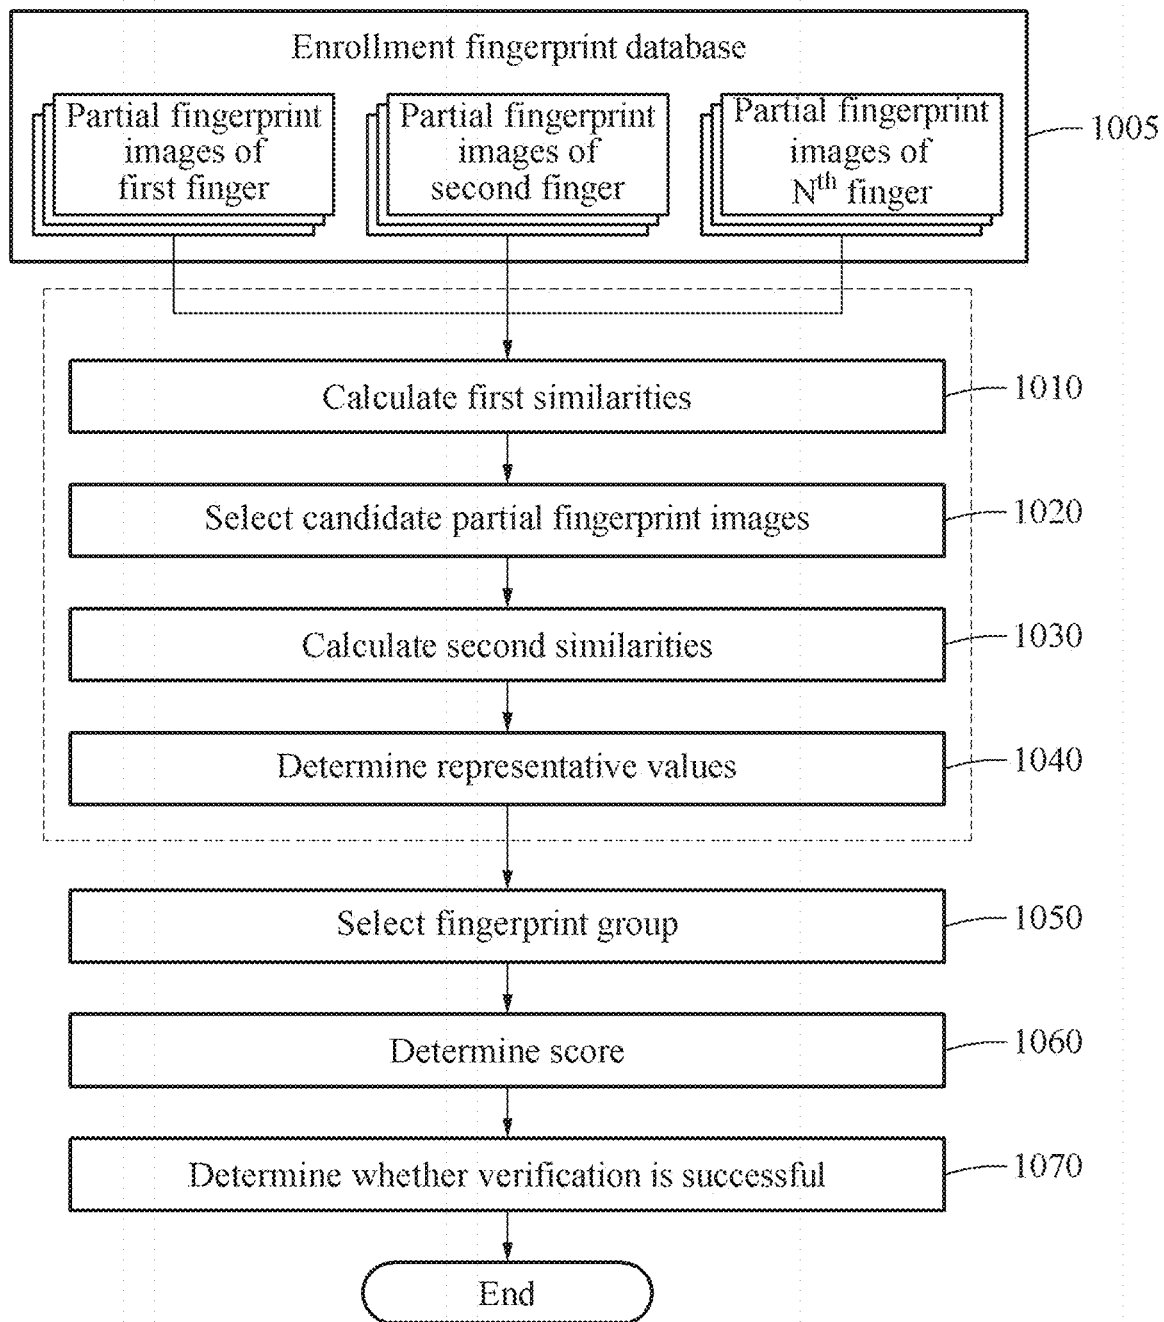 Enrollment fingerprint database
Partial fingerprint
images of
first finger
Partial fingerprint
images of
second finger
Partial fingerprint
images of
Nth finger
1005
Calculate first similarities
1010
Select candidate partial fingerprint images
1020
Calculate second similarities
1030
Determine representative values
1040
Select fingerprint group
1050
Determine score
1060
Determine whether verification is successful
1070
End